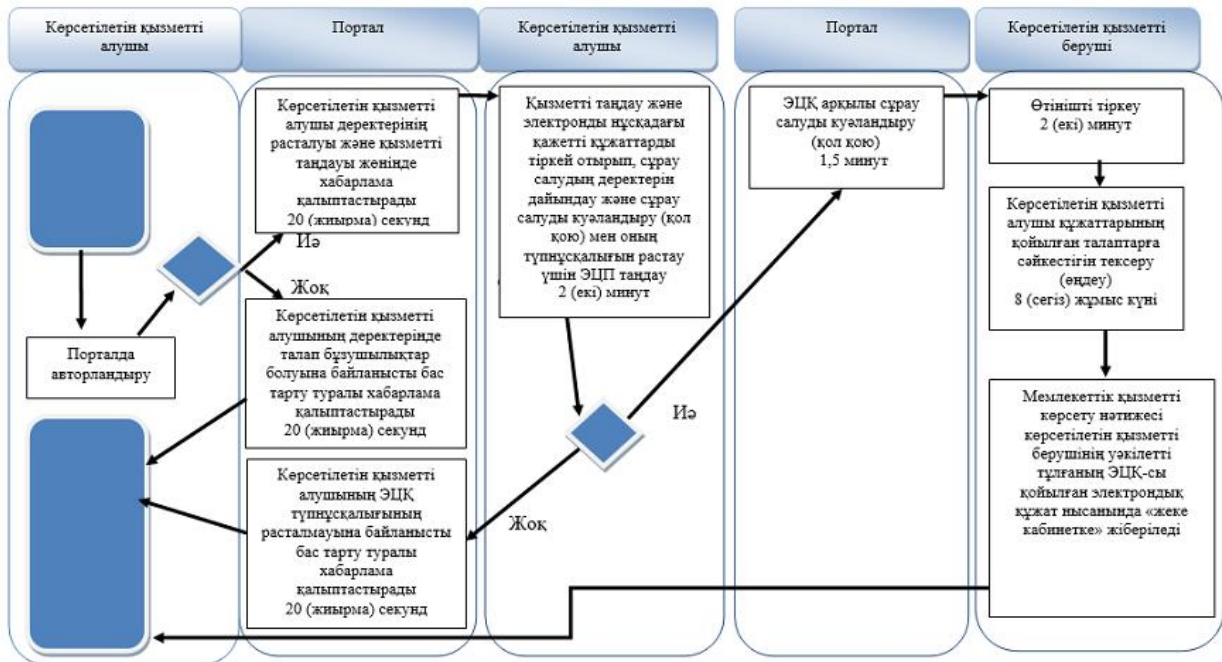 Көрсетілетін қызметті
алушы
Портал
Көрсетілетін қызметті
алушы
Портал
Көрсетілетін қызметті
беруші
Порталда
авторландыру
Көрсетілетін қызметті
алушы деректерінің
расталуы және қызметті
таңдауы жөнінде
хабарлама
қалыптастырады
20 (жиырма) секунд
Иә
Жоқ
Көрсетілетін қызметті
алушының деректерінде
талап бұзушылықтар
болуына байланысты бас
тарту туралы хабарлама
қалыптастырады
20 (жиырма) секунд
Көрсетілетін қызметті
алушының ЭЦҚ
түпнұсқалығының
расталмауына байланысты
бас тарту туралы
хабарлама
қалыптастырады
20 (жиырма) секунд
Қызметті таңдау және
электронды нұсқадағы
қажетті құжаттарды
тіркей отырып, сұрау
салудың деректерін
дайындау және сұрау
салуды куәландыру (қол
қою) мен оның
түпнұсқалығын растау
үшін ЭЦП таңдау
2 (екі) минут
Иә
Жоқ
ЭЦҚ арқылы сұрау
салуды куәландыру
(қол қою)
1,5 минут
Өтінішті тіркеу
2 (екі) минут
Көрсетілетін қызметті
алушы құжаттарының
қойылған талаптарға
сәйкестігін тексеру
(өңдеу)
8 (сегіз) жұмыс күні
Мемлекеттік қызметті
көрсету нәтижесі
көрсетілетін қызметті
берушінің уәкілетті
тұлғаның ЭЦҚ-сы
қойылған электрондық
құжат нысанында «жеке
кабинетке» жіберіледі